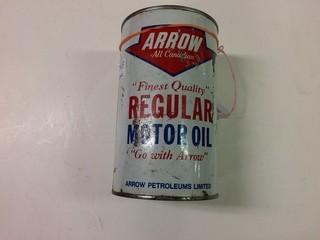 ARROW
All Canadian
"Finest Quality"
REGULAR
MOTOR OIL
"Go with Arrow"
ARROW PETROLEUMS LIMITED